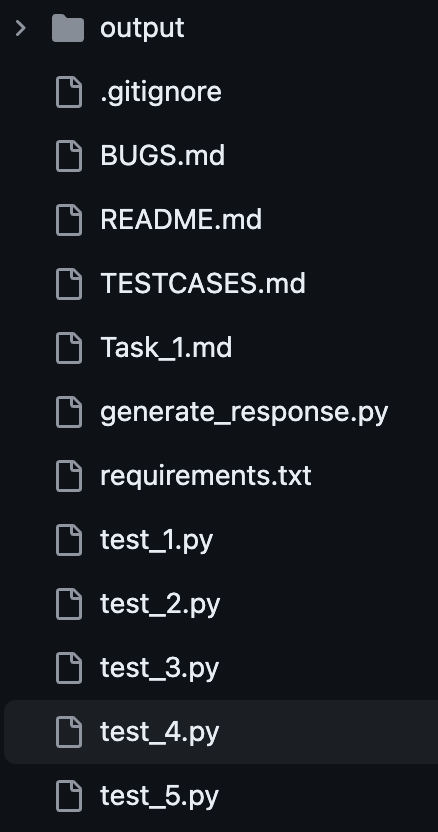 output
.gitignore
BUGS.md
README.md
TESTCASES.md
Task_1.md
generate_response.py
requirements.txt
test_1.py
test_2.py
test_3.py
test_4.py
test_5.py